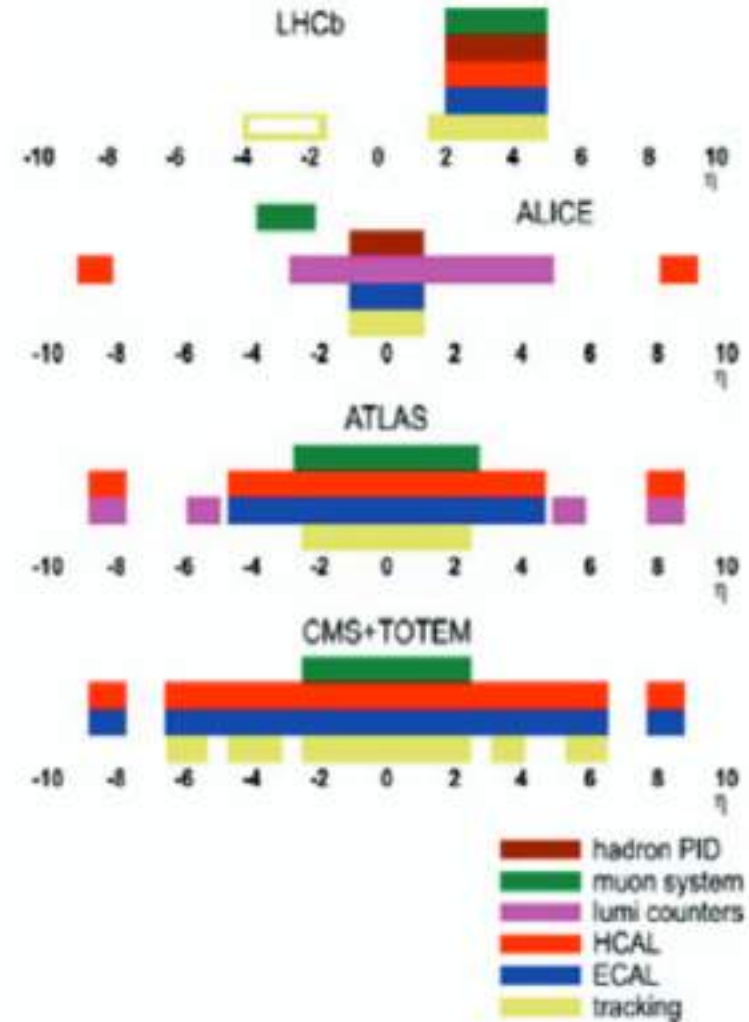 LHCb
-10 -8 -6 -4 -2 0 2 4 6 8 10
η
ALICE
-10 -8 -6 -4 -2 0 2 4 6 8 10
η
ATLAS
-10 -8 -6 -4 -2 0 2 4 6 8 10
η
CMS+TOTEM
-10 -8 -6 -4 -2 0 2 4 6 8 10
η
hadron PID
muon system
lumi counters
HCAL
ECAL
tracking